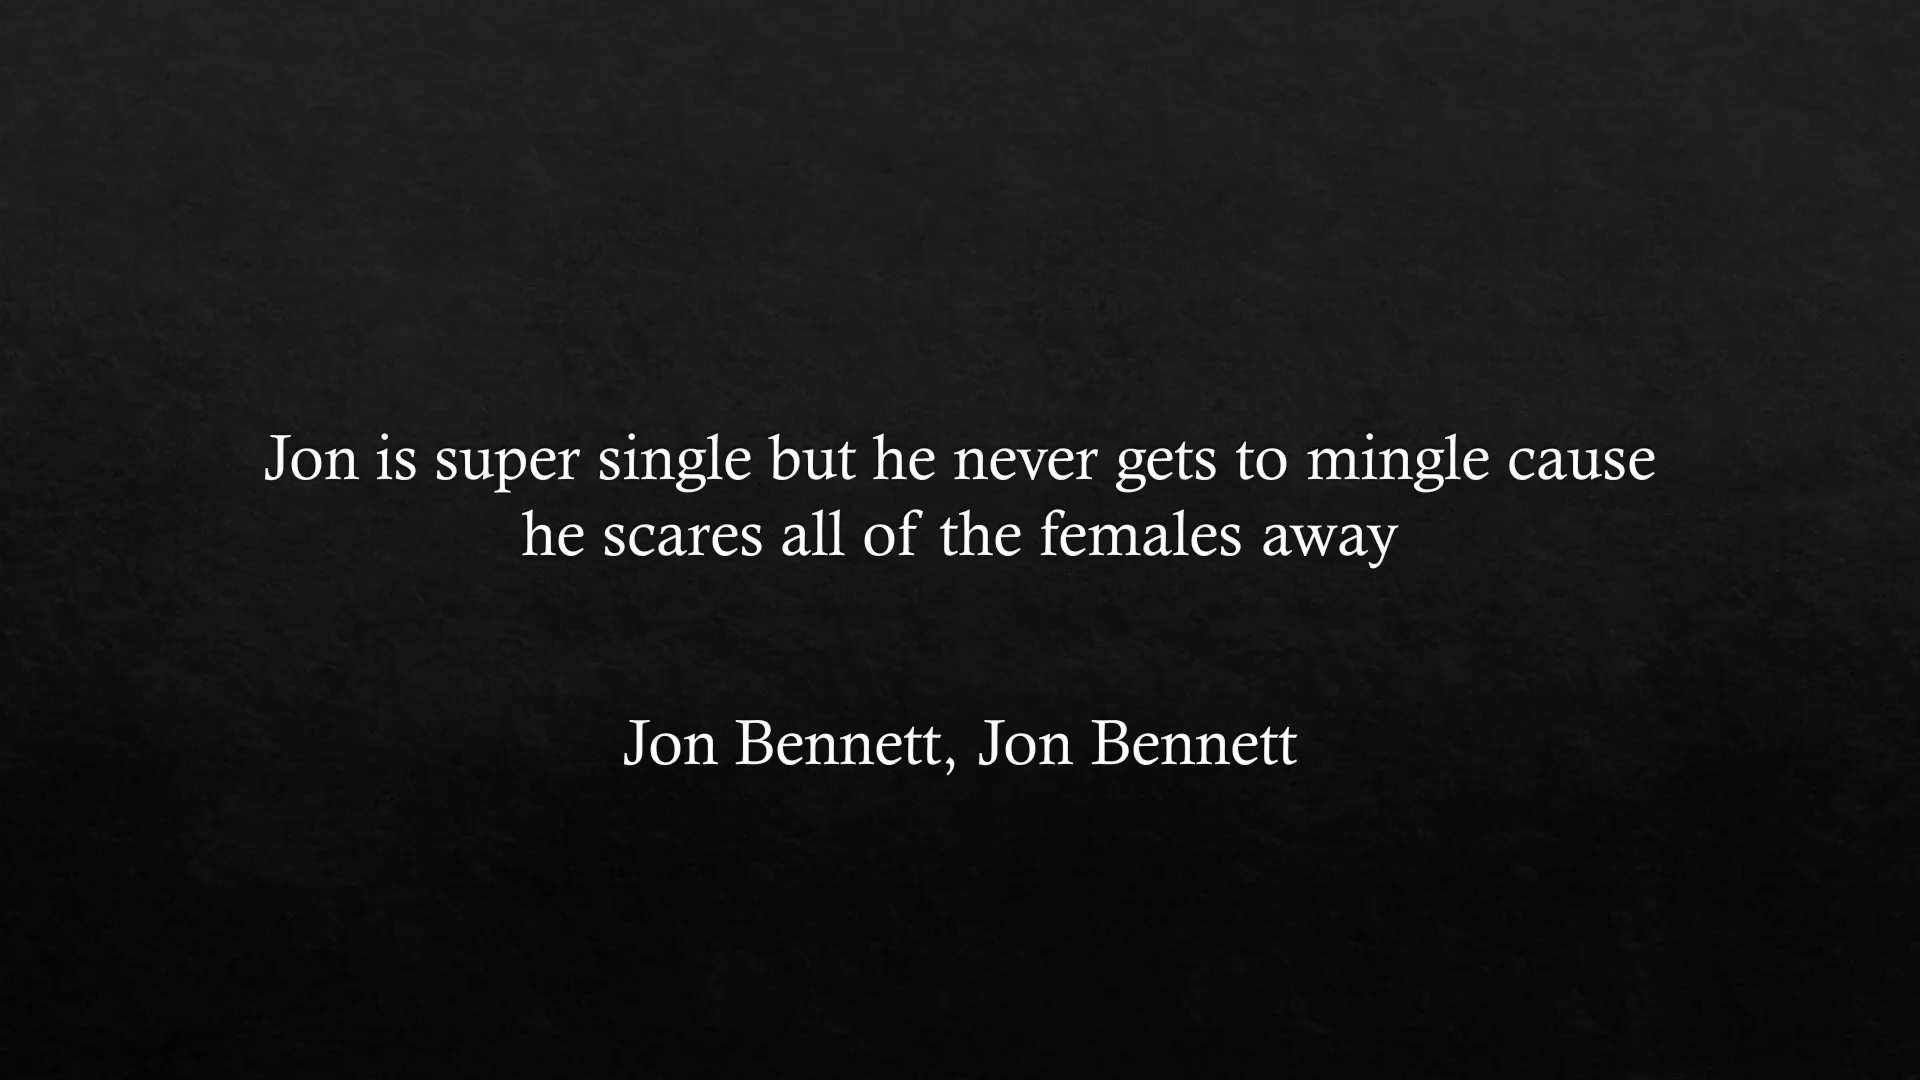 Jon is super single but he never gets to mingle cause
he scares all of the females away
Jon Bennett, Jon Bennett